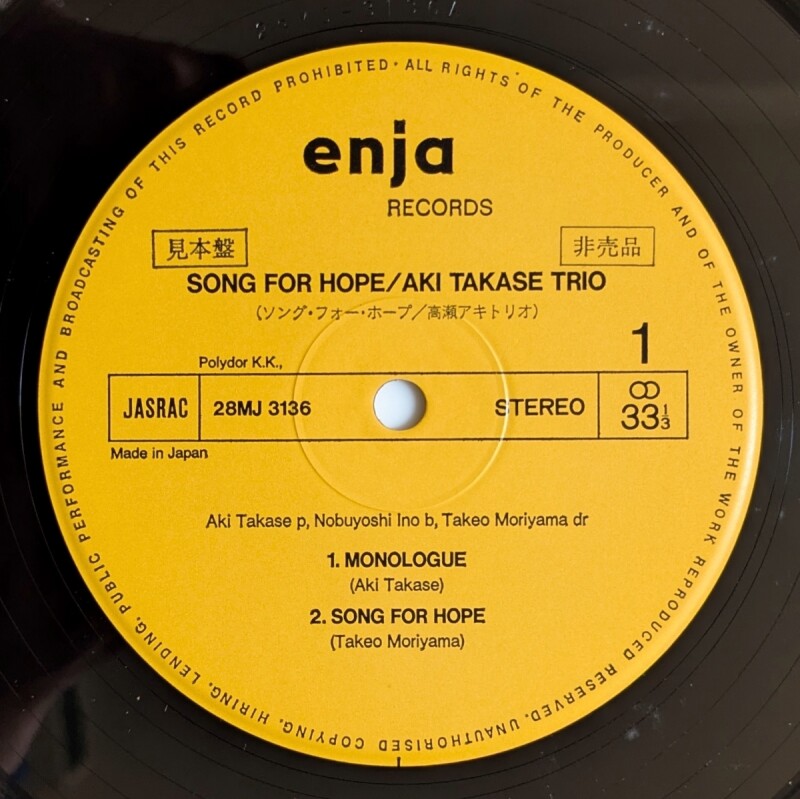 enja
RECORDS
見本盤
非売品
SONG FOR HOPE/AKI TAKASE TRIO
(ソング・フォー・ホープ/高瀬アキトリオ)
1
Polydor K.K.,
JASRAC 28MJ 3136 STEREO 33⅓
Made in Japan
Aki Takase p, Nobuyoshi Ino b, Takeo Moriyama dr
1. MONOLOGUE
(Aki Takase)
2. SONG FOR HOPE
(Takeo Moriyama)
ALL RIGHTS OF THE PRODUCER AND OF THE OWNER OF THE WORK REPRODUCED RESERVED. UNAUTHORISED COPYING, HIRING, LENDING, PUBLIC PERFORMANCE AND BROADCASTING OF THIS RECORD PROHIBITED·